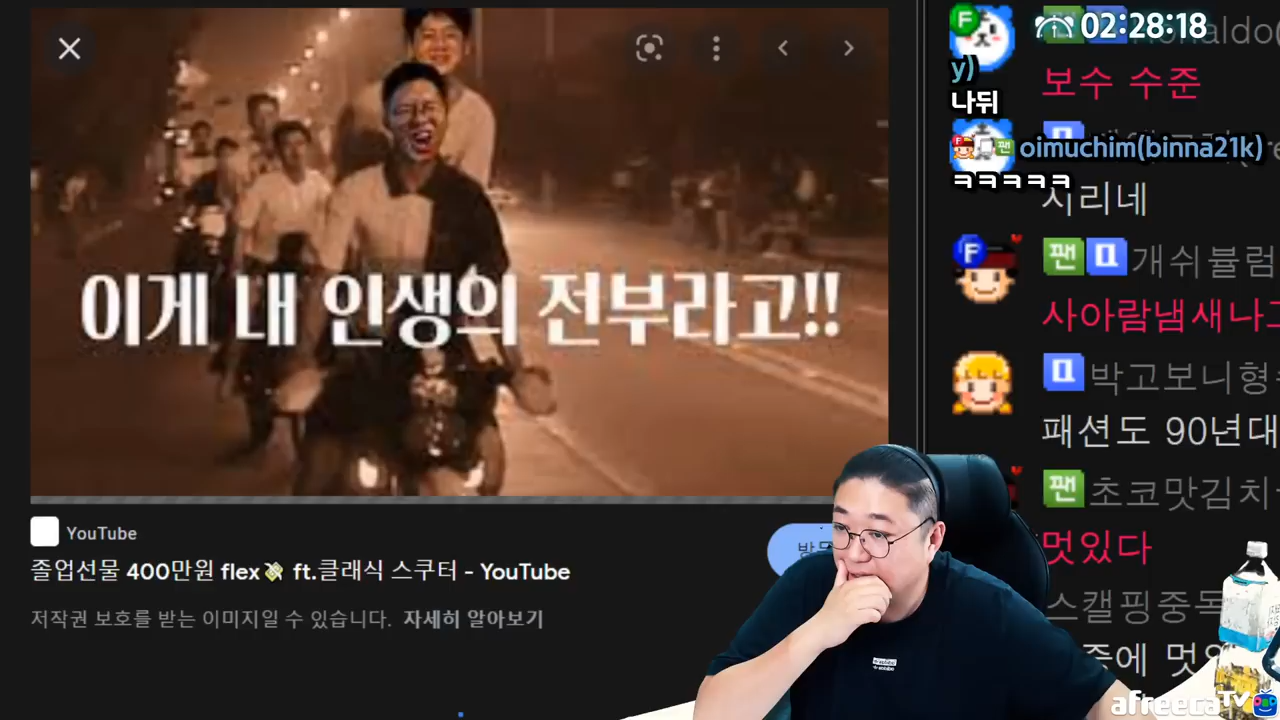 이게 내 인생의 전부라고!!
YouTube
졸업선물 400만원 flex💸 ft.클래식 스쿠터 - YouTube
저작권 보호를 받는 이미지일 수 있습니다. 자세히 알아보기
02:28:18
y)
나뒤
보수 수준
oimuchim(binna21k)
ㅋㅋㅋㅋㅋ
시리네
팬 개쉬뷸럼
사아람냄새나고
박고보니형
패션도 90년대
팬 초코맛김치
멋있다
스캘핑중독
afreecaTV